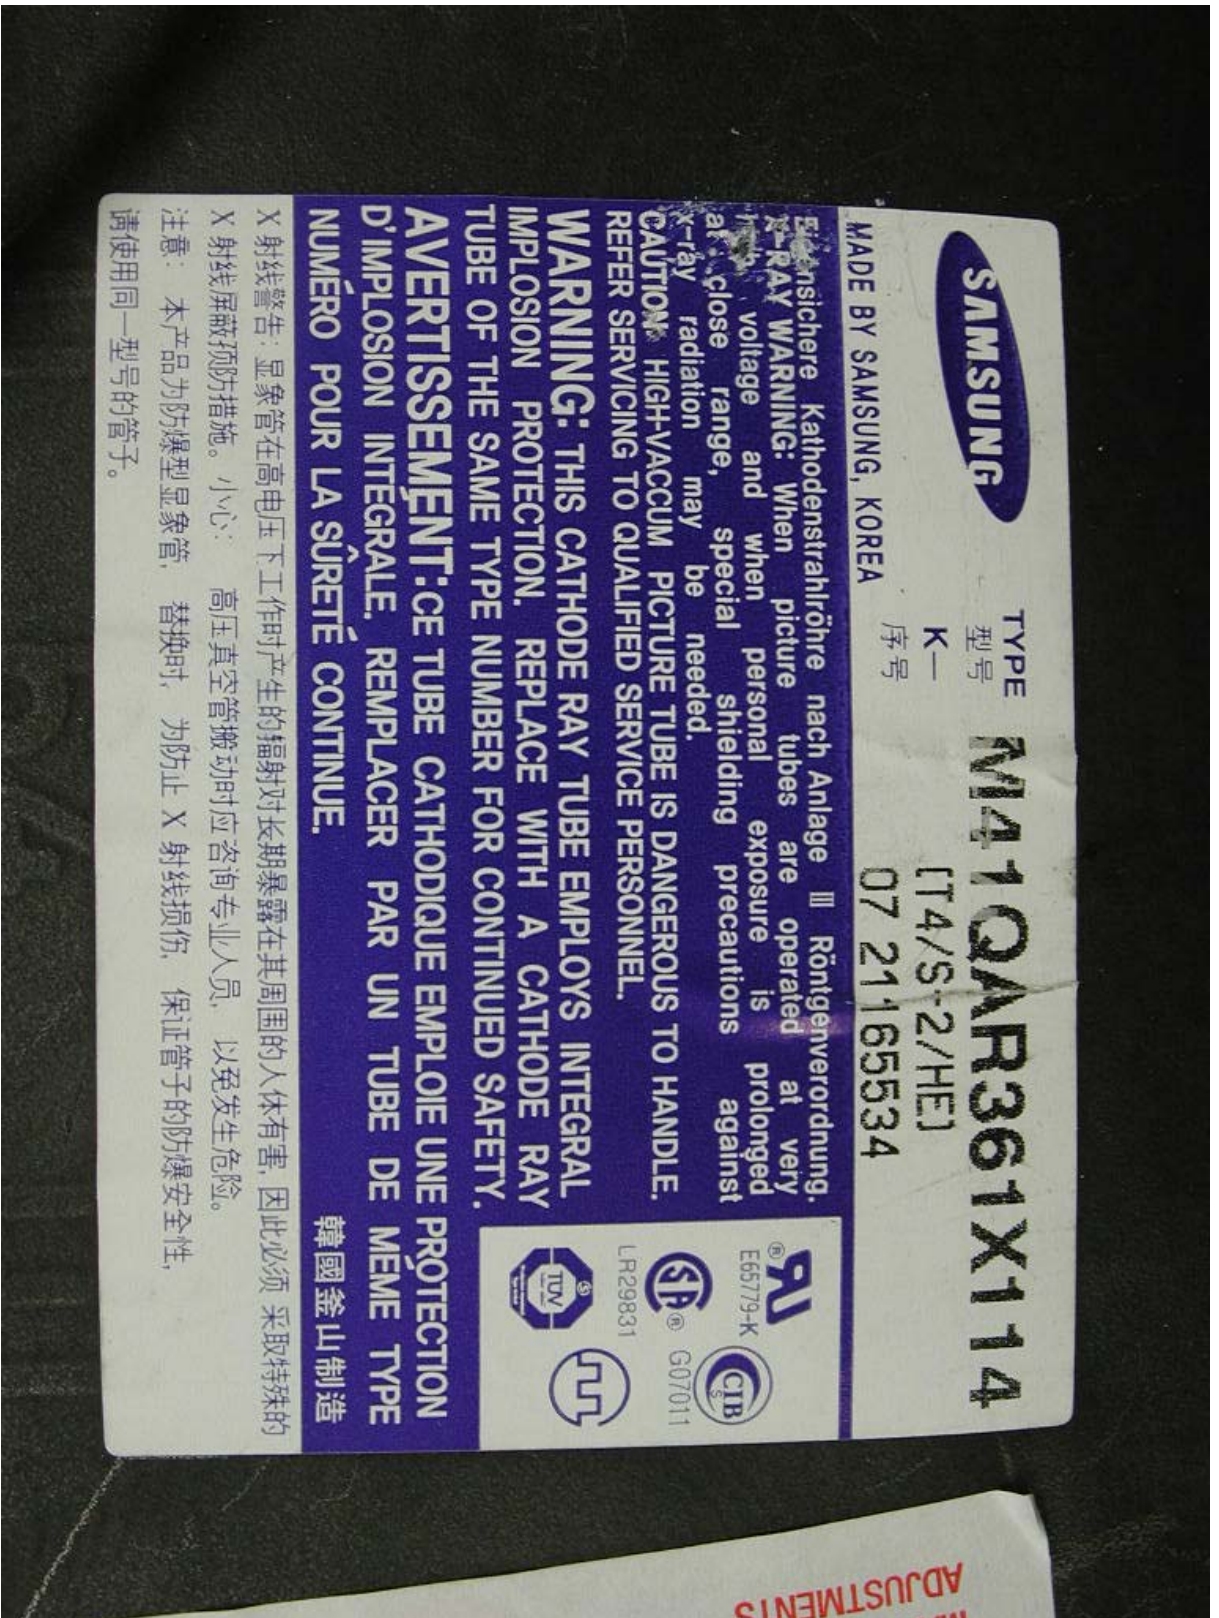 SAMSUNG
TYPE M41QAR361X114
型号
K— [T4/S-2/HE]
序号 07 21165534
MADE BY SAMSUNG, KOREA
Kathodenstrahlröhre nach Anlage III Röntgenverordnung.
X-RAY WARNING: When picture tubes are operated at very
voltage and when personal exposure is prolonged
at close range, special shielding precautions against
x-ray radiation may be needed.
CAUTION: HIGH-VACCUM PICTURE TUBE IS DANGEROUS TO HANDLE.
REFER SERVICING TO QUALIFIED SERVICE PERSONNEL.
WARNING: THIS CATHODE RAY TUBE EMPLOYS INTEGRAL
IMPLOSION PROTECTION. REPLACE WITH A CATHODE RAY
TUBE OF THE SAME TYPE NUMBER FOR CONTINUED SAFETY.
AVERTISSEMENT: CE TUBE CATHODIQUE EMPLOIE UNE PROTECTION
D'IMPLOSION INTÉGRALE. REMPLACER PAR UN TUBE DE MÊME TYPE
NUMÉRO POUR LA SÛRETÉ CONTINUE.
韓國釜山制造
RU
®
E65779-K
CIB
S
SA®
G07011
LR29831
TÜV
X 射线警告: 显象管在高电压下工作时产生的辐射对长期暴露在其周围的人体有害, 因此必须 采取特殊的
X 射线屏蔽预防措施。小心: 高压真空管搬动时应咨询专业人员, 以免发生危险。
注意: 本产品为防爆型显象管, 替换时, 为防止 X 射线损伤, 保证管子的防爆安全性,
请使用同一型号的管子。
ADJUSTMENTS